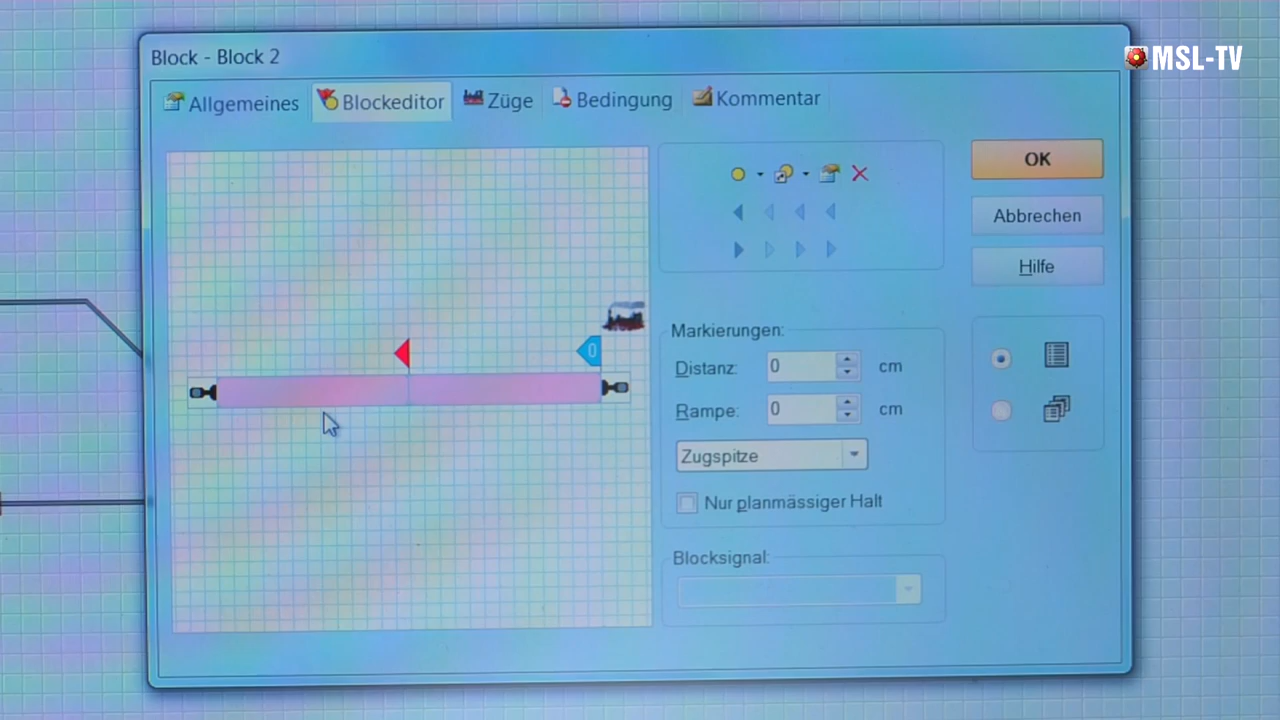 Block - Block 2
MSL-TV
Allgemeines
Blockeditor
Züge
Bedingung
Kommentar
OK
Abbrechen
Hilfe
0
Markierungen:
Distanz: 0 cm
Rampe: 0 cm
Zugspitze
Nur planmässiger Halt
Blocksignal: